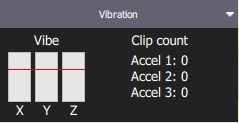 Vibration
Vibe
X Y Z
Clip count
Accel 1: 0
Accel 2: 0
Accel 3: 0